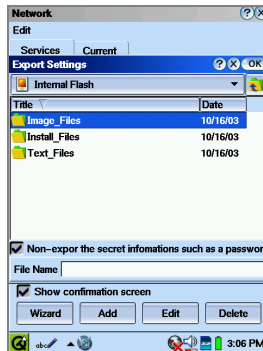 Network
Edit
Services Current
Export Settings OK
Internal Flash
Title Date
Image_Files 10/16/03
Install_Files 10/16/03
Text_Files 10/16/03
Non-expor the secret infomations such as a passwor
File Name
Show confirmation screen
Wizard Add Edit Delete
abc 3:06 PM